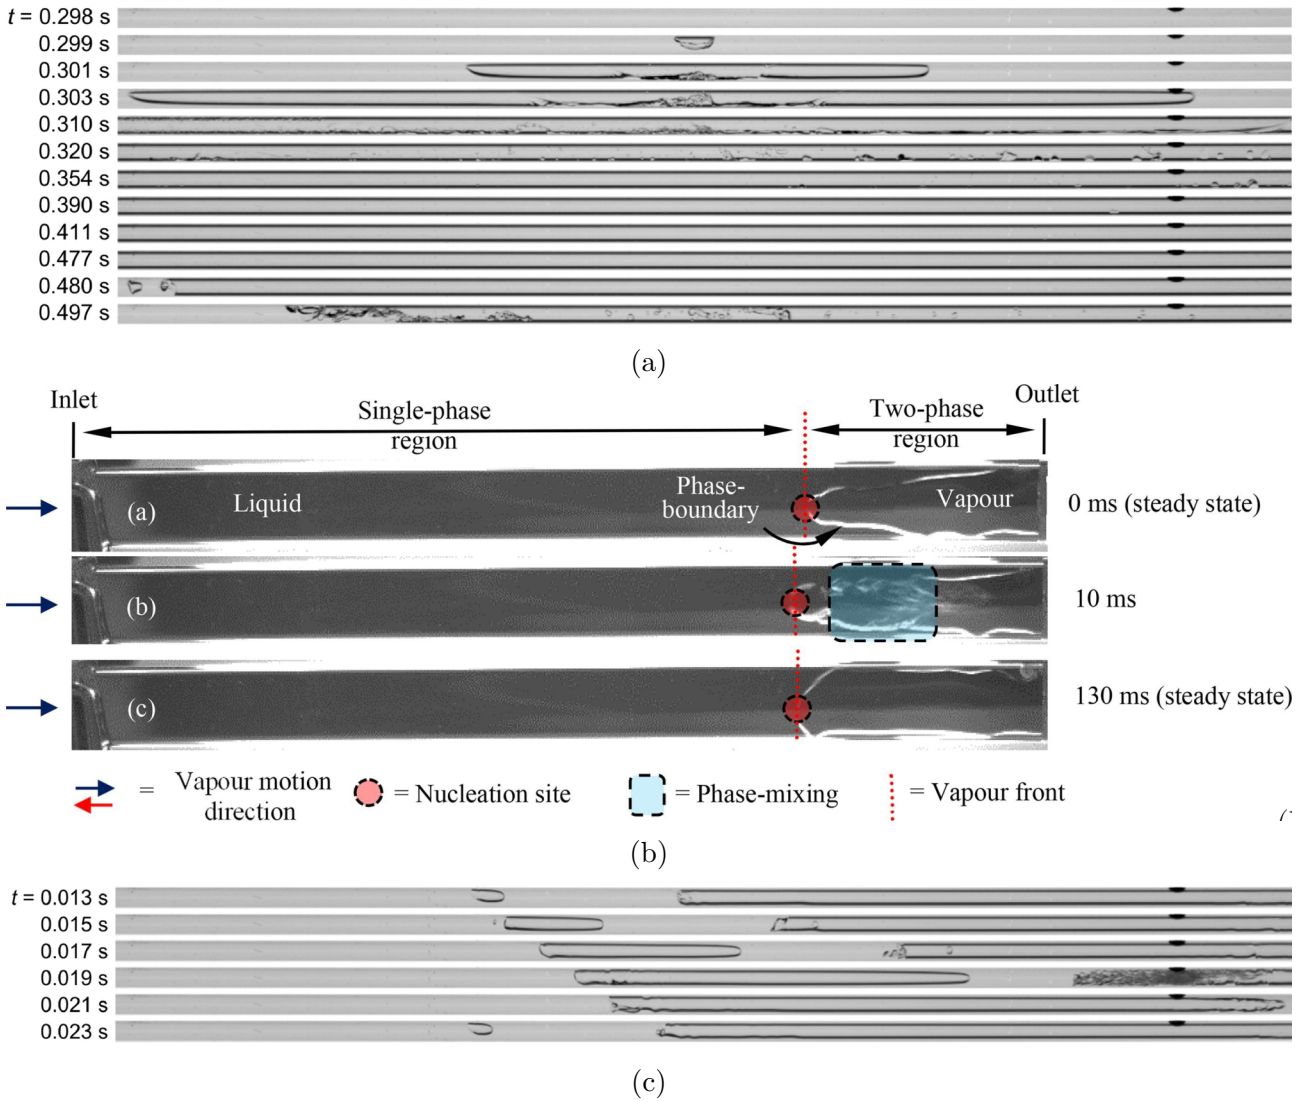 t = 0.298 s
0.299 s
0.301 s
0.303 s
0.310 s
0.320 s
0.354 s
0.390 s
0.411 s
0.477 s
0.480 s
0.497 s
(a)
Inlet
Single-phase
region
Two-phase
region
Outlet
(a)
Liquid
Phase-
boundary
Vapour
0 ms (steady state)
(b)
10 ms
(c)
130 ms (steady state)
= Vapour motion
direction
= Nucleation site
= Phase-mixing
= Vapour front
(b)
t = 0.013 s
0.015 s
0.017 s
0.019 s
0.021 s
0.023 s
(c)